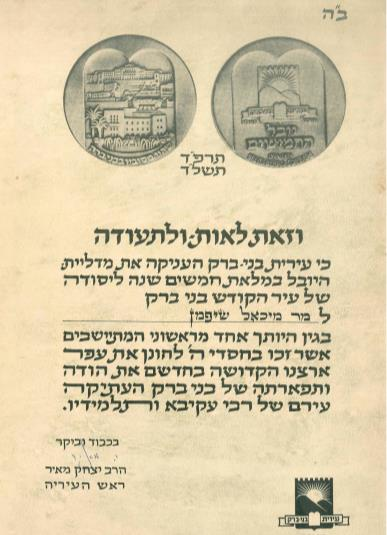 ב"ה
יובל
החמישים
תרפ"ד
תשל"ד
וזאת לאות ולתעודה
כי עירית בני-ברק העניקה את מדליית
היובל במלאת חמשים שנה ליסודה
של עיר הקודש בני ברק
ל מר מיכאל שיפמן
בגין היותך אחד מראשוני המתישבים
אשר זכו בחסדי ה' לחונן את עפר
ארצנו הקדושה בחדשם את הודה
ותפארתה של בני ברק העתיקה
עירם של רבי עקיבא ותלמידיו.
בכבוד וביקר
הרב יצחק מאיר
ראש העיריה
עירית בני-ברק